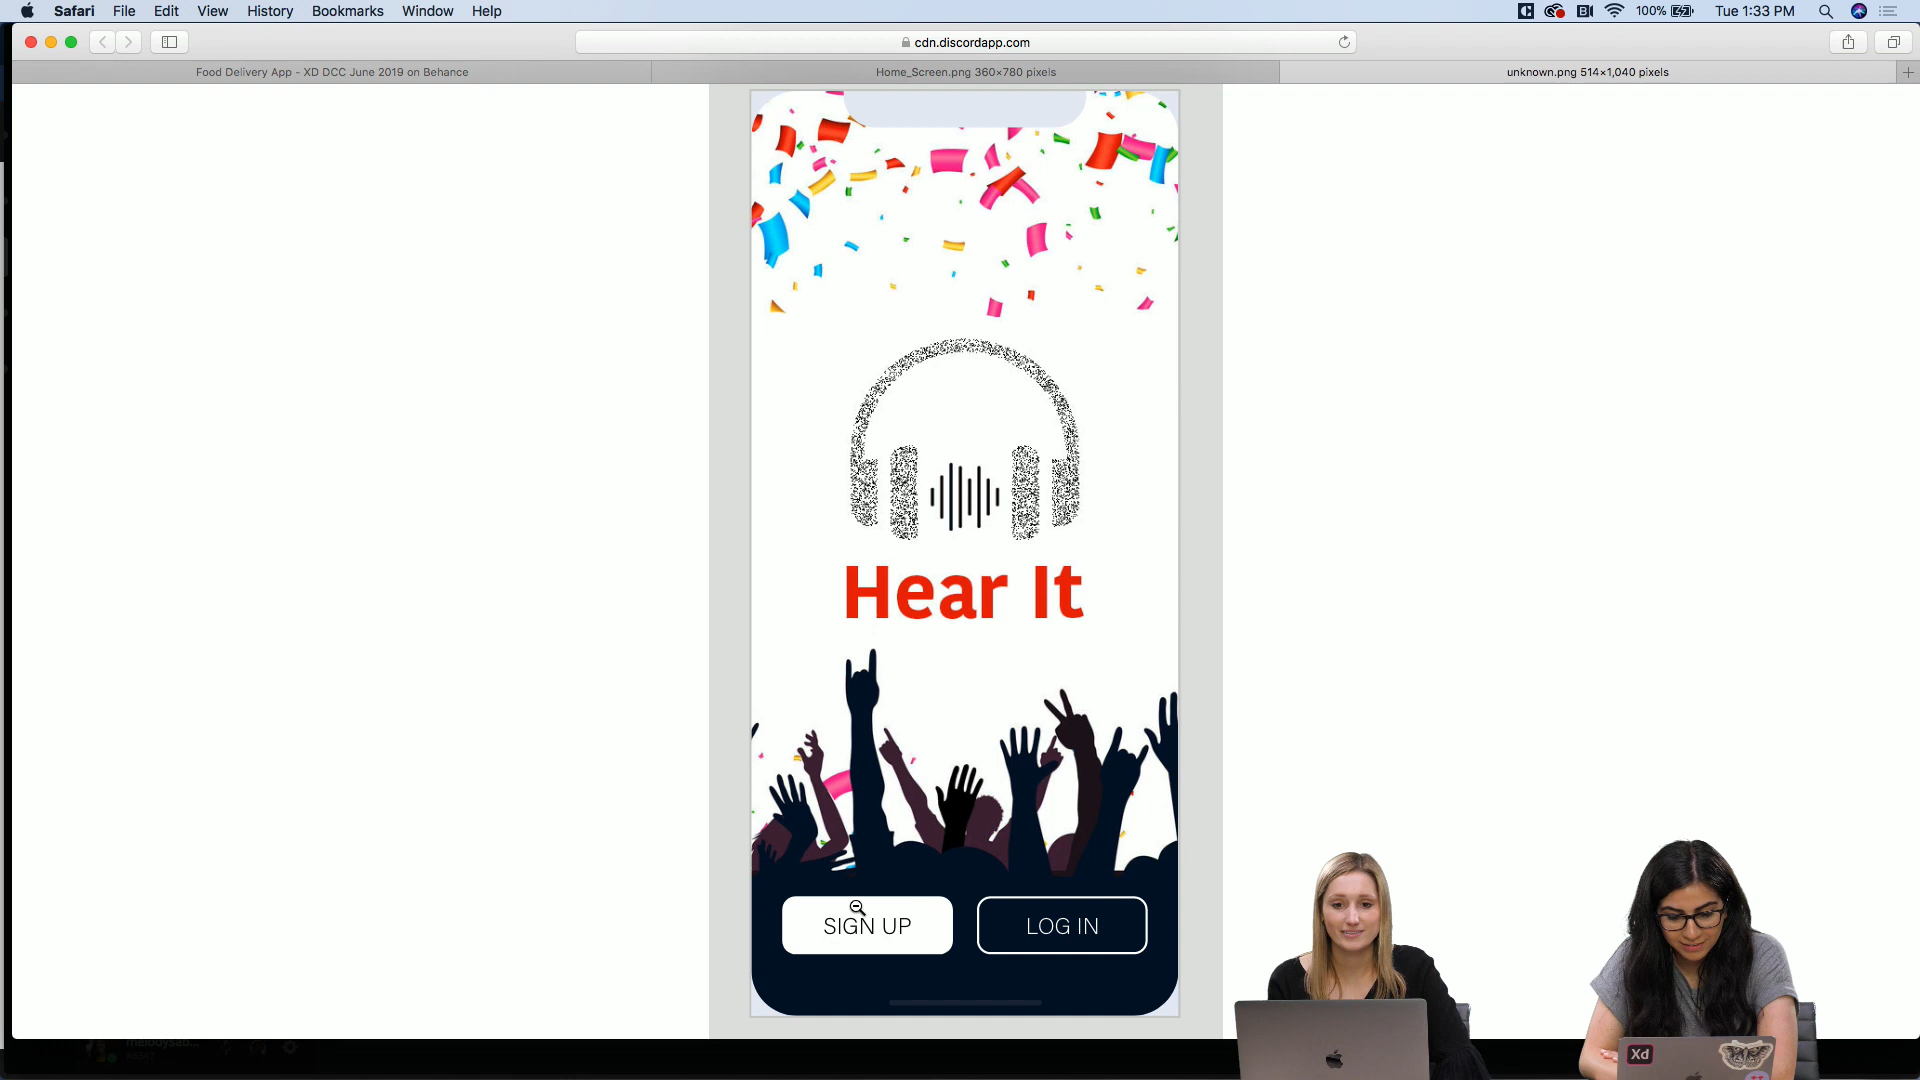 Safari File Edit View History Bookmarks Window Help
100% Tue 1:33 PM
cdn.discordapp.com
Food Delivery App - XD DCC June 2019 on Behance
Home_Screen.png 360×780 pixels
unknown.png 514×1,040 pixels
Hear It
SIGN UP
LOG IN
Xd